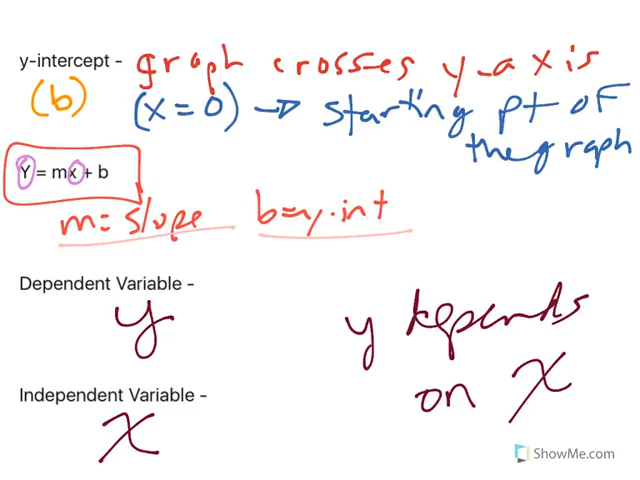 y-intercept - graph crosses y-axis
(b) (x = 0) → starting pt of
the graph
Y = mx + b
m = slope b = y.int
Dependent Variable -
y y depends
Independent Variable - on x
x
ShowMe.com